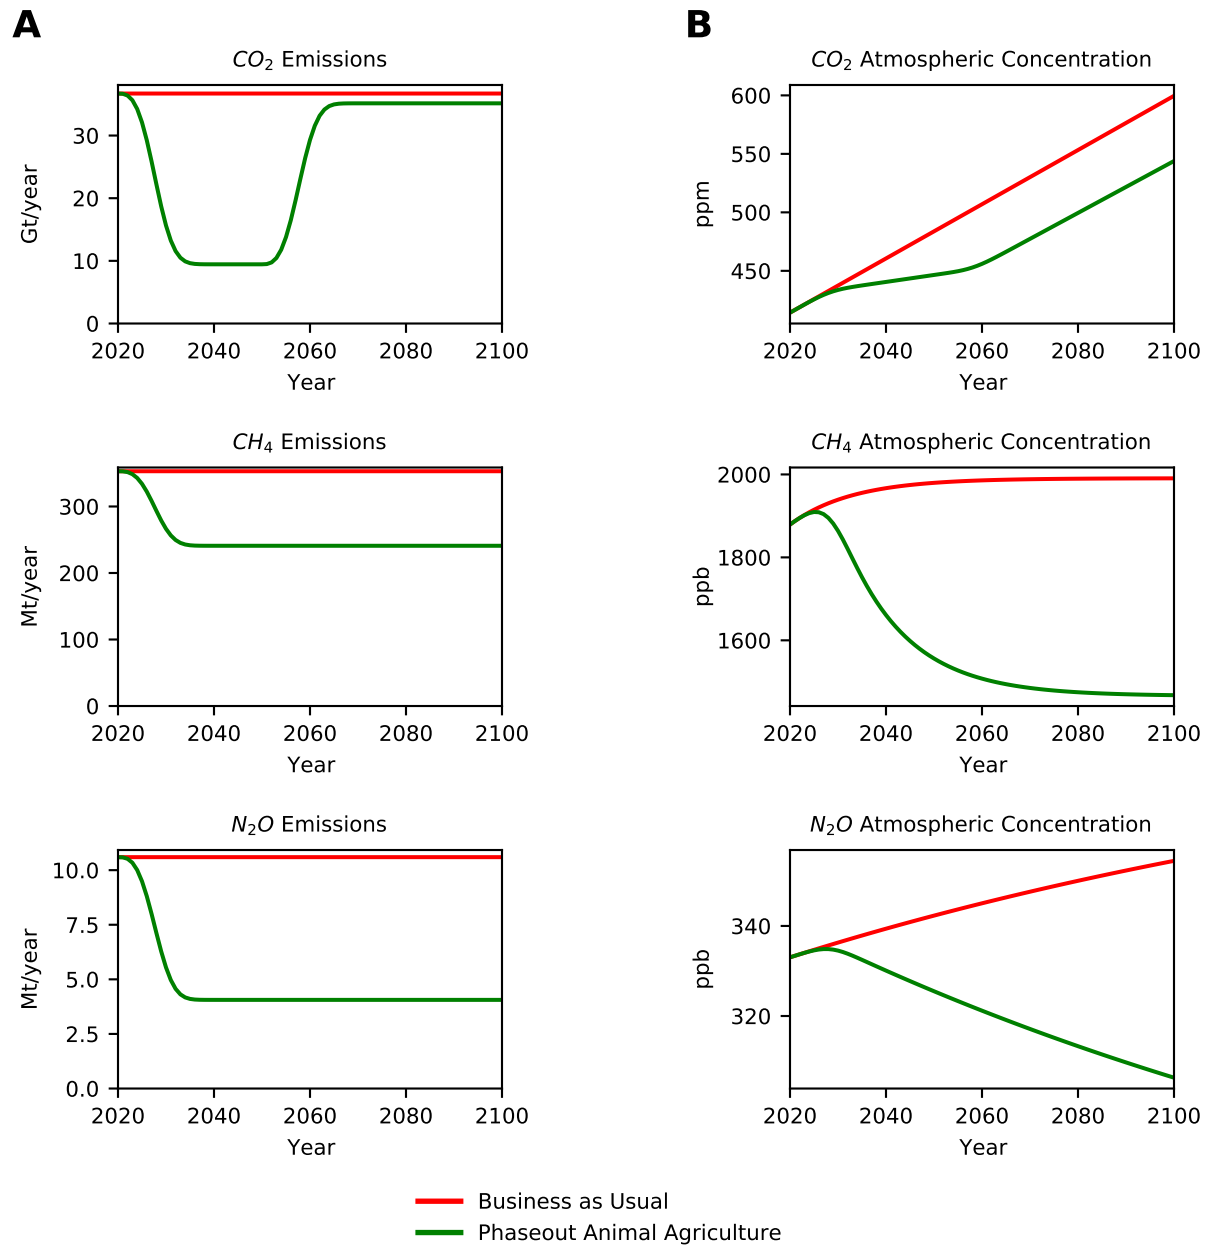 A
B
CO₂ Emissions
CO₂ Atmospheric Concentration
Gt/year
30
20
10
0
2020 2040 2060 2080 2100
Year
ppm
600
550
500
450
2020 2040 2060 2080 2100
Year
CH₄ Emissions
CH₄ Atmospheric Concentration
Mt/year
300
200
100
0
2020 2040 2060 2080 2100
Year
ppb
2000
1800
1600
2020 2040 2060 2080 2100
Year
N₂O Emissions
N₂O Atmospheric Concentration
Mt/year
10.0
7.5
5.0
2.5
0.0
2020 2040 2060 2080 2100
Year
ppb
340
320
2020 2040 2060 2080 2100
Year
Business as Usual
Phaseout Animal Agriculture